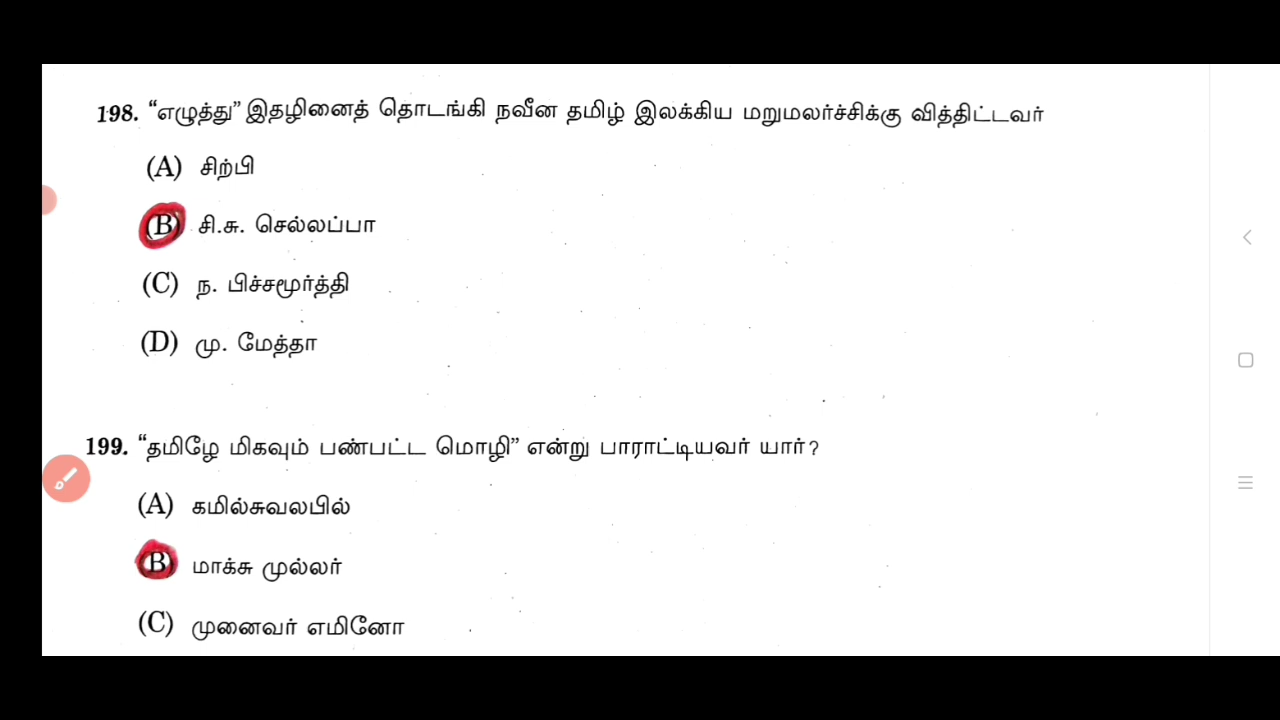 198. “எழுத்து” இதழினைத் தொடங்கி நவீன தமிழ் இலக்கிய மறுமலர்ச்சிக்கு வித்திட்டவர்
(A) சிற்பி
(B) சி.சு. செல்லப்பா
(C) ந. பிச்சமூர்த்தி
(D) மு. மேத்தா
199. “தமிழே மிகவும் பண்பட்ட மொழி” என்று பாராட்டியவர் யார்?
(A) கமில்சுவலபில்
(B) மாக்சு முல்லர்
(C) முனைவர் எமினோ